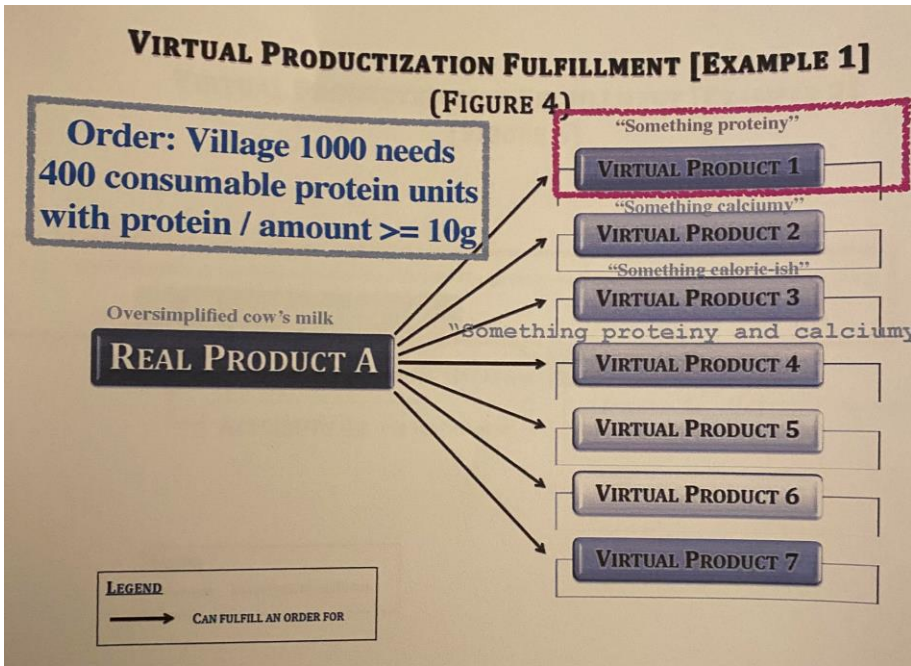 VIRTUAL PRODUCTIZATION FULFILLMENT [EXAMPLE 1]
(FIGURE 4)
Order: Village 1000 needs
400 consumable protein units
with protein / amount >= 10g
"Something proteiny"
VIRTUAL PRODUCT 1
"Something calciumy"
VIRTUAL PRODUCT 2
"Something caloric-ish"
VIRTUAL PRODUCT 3
Oversimplified cow's milk
REAL PRODUCT A
"Something proteiny and calciumy
VIRTUAL PRODUCT 4
VIRTUAL PRODUCT 5
VIRTUAL PRODUCT 6
VIRTUAL PRODUCT 7
LEGEND
CAN FULFILL AN ORDER FOR